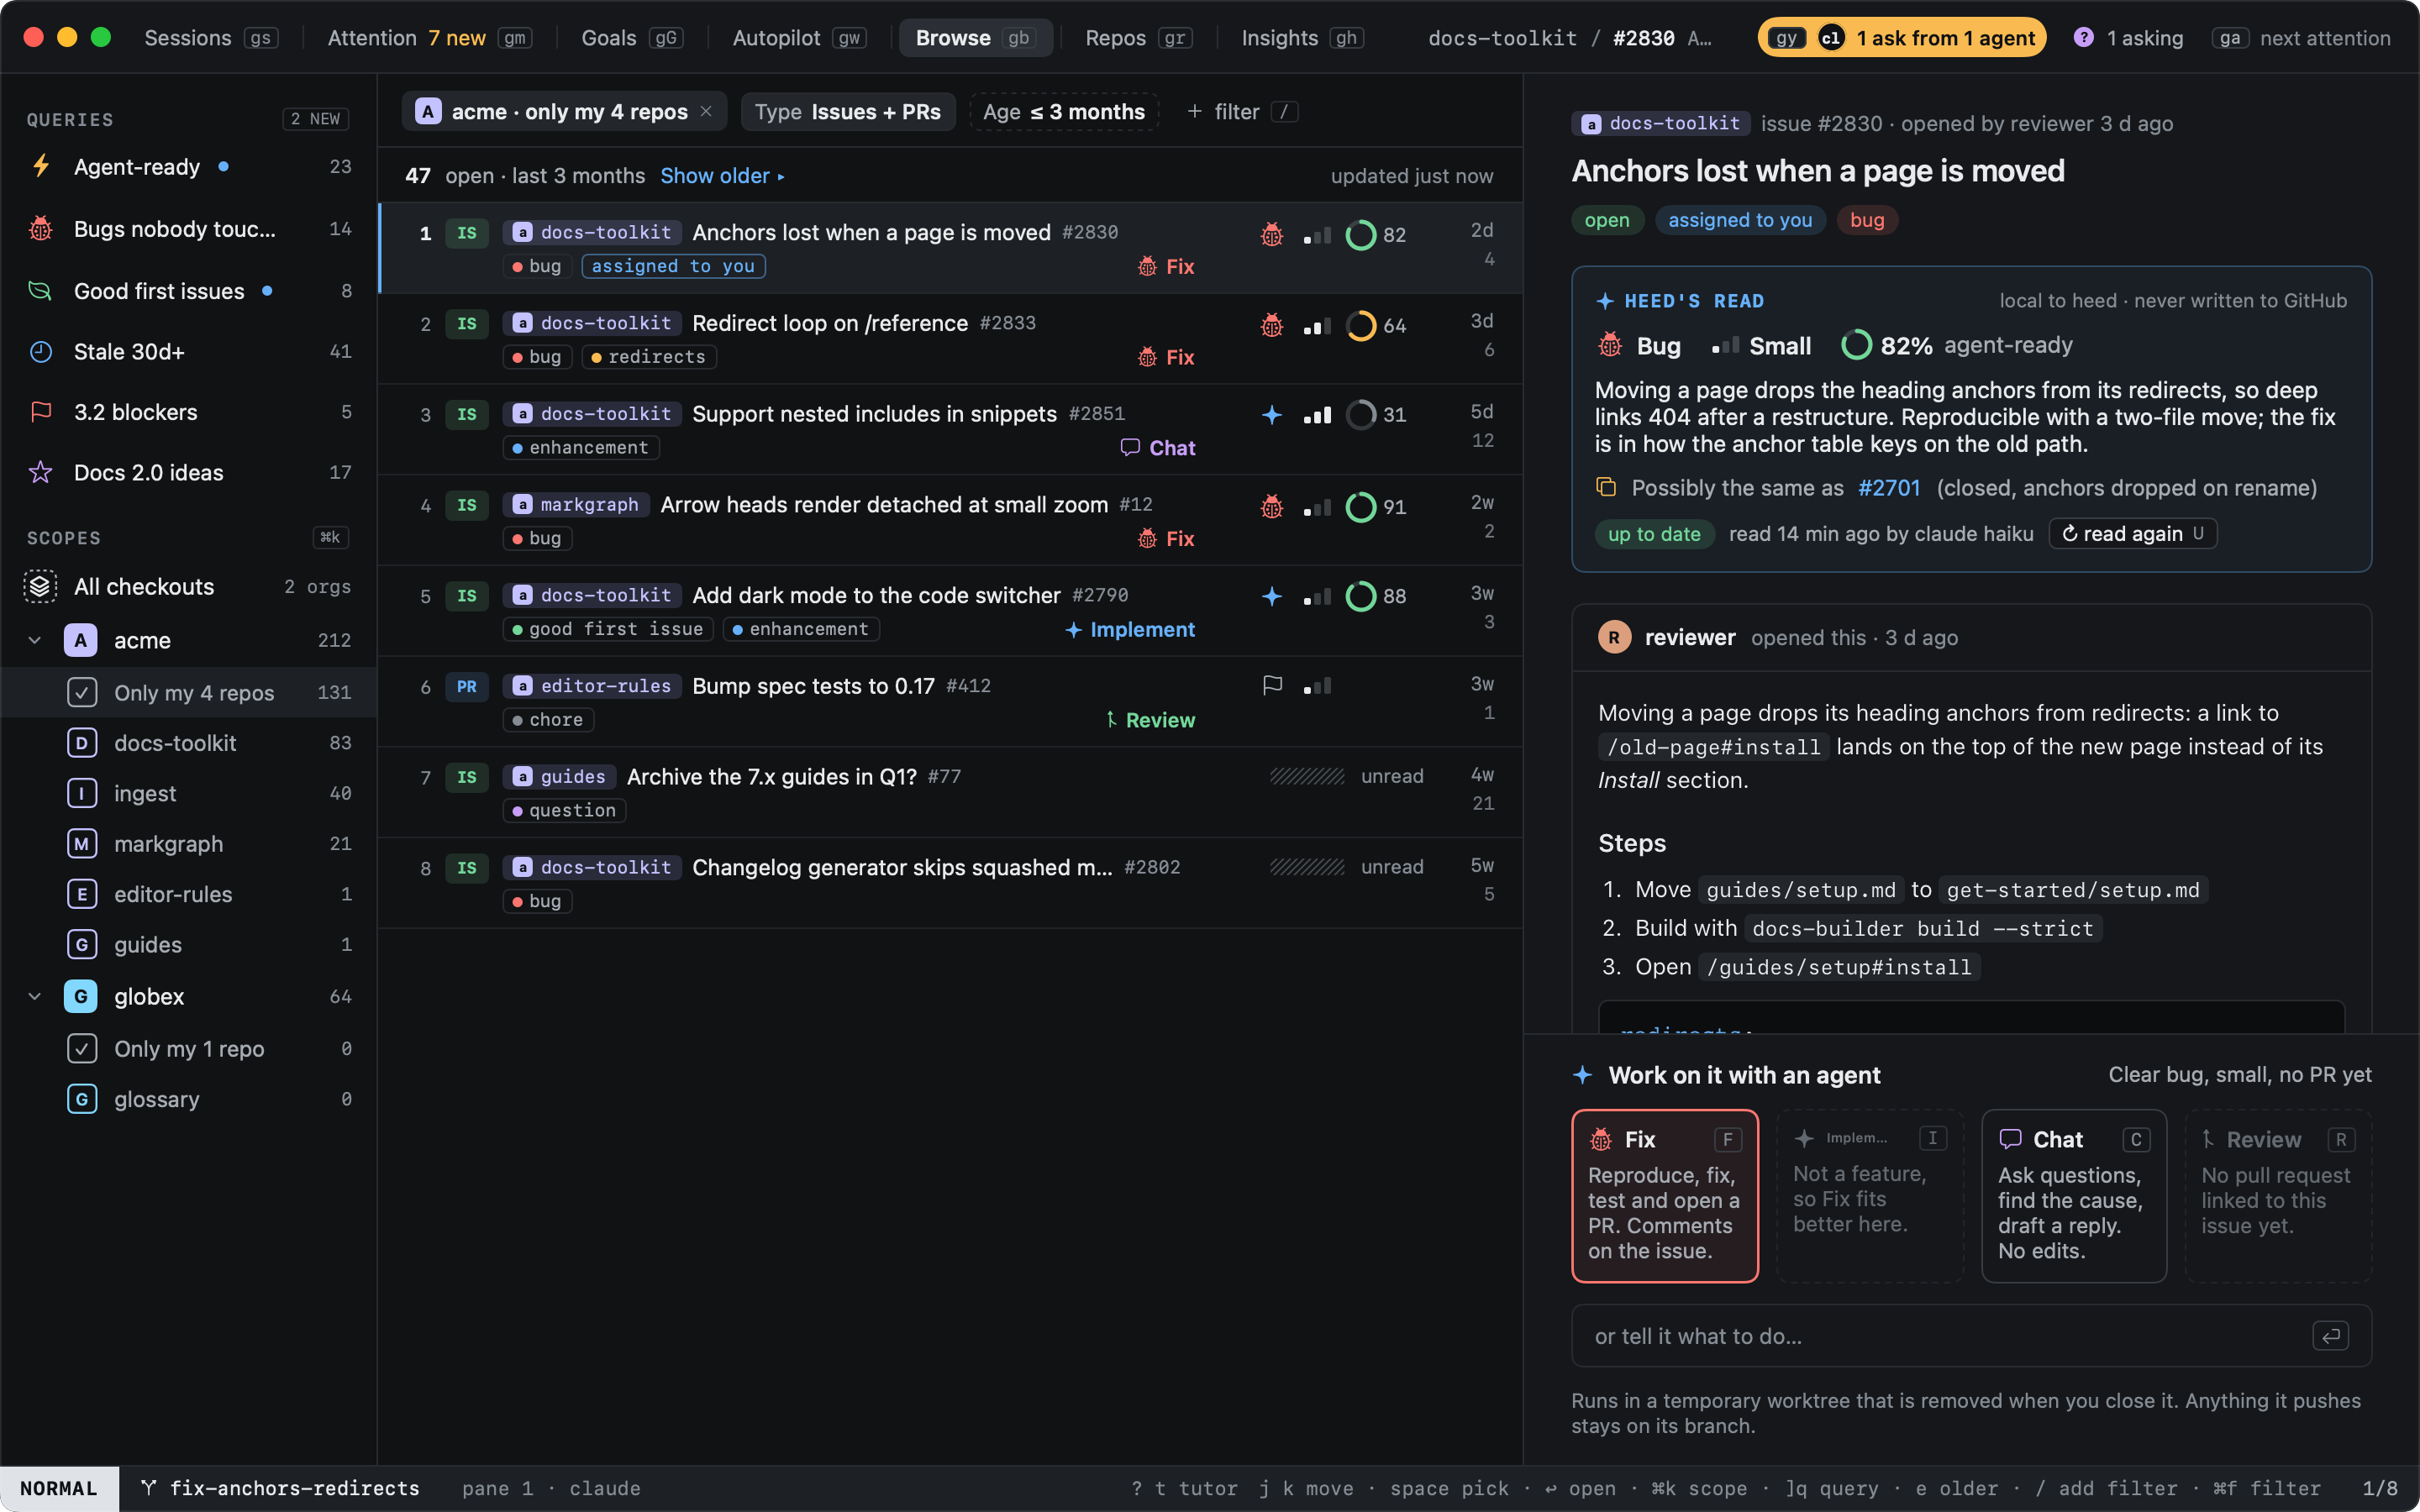 Sessions gs Attention 7 new gm Goals gG Autopilot gw Browse gb Repos gr Insights gh docs-toolkit / #2830 A… gy cl 1 ask from 1 agent ? 1 asking ga next attention
QUERIES 2 NEW
Agent-ready 23
Bugs nobody touc… 14
Good first issues 8
Stale 30d+ 41
3.2 blockers 5
Docs 2.0 ideas 17
SCOPES ⌘k
All checkouts 2 orgs
A acme 212
Only my 4 repos 131
D docs-toolkit 83
I ingest 40
M markgraph 21
E editor-rules 1
G guides 1
G globex 64
Only my 1 repo 0
G glossary 0
A acme · only my 4 repos × Type Issues + PRs Age ≤ 3 months + filter /
47 open · last 3 months Show older ▸ updated just now
1 IS a docs-toolkit Anchors lost when a page is moved #2830 82 2d
bug assigned to you Fix 4
2 IS a docs-toolkit Redirect loop on /reference #2833 64 3d
bug redirects Fix 6
3 IS a docs-toolkit Support nested includes in snippets #2851 31 5d
enhancement Chat 12
4 IS a markgraph Arrow heads render detached at small zoom #12 91 2w
bug Fix 2
5 IS a docs-toolkit Add dark mode to the code switcher #2790 88 3w
good first issue enhancement Implement 3
6 PR a editor-rules Bump spec tests to 0.17 #412 3w
chore Review 1
7 IS a guides Archive the 7.x guides in Q1? #77 unread 4w
question 21
8 IS a docs-toolkit Changelog generator skips squashed m… #2802 unread 5w
bug 5
a docs-toolkit issue #2830 · opened by reviewer 3 d ago
Anchors lost when a page is moved
open assigned to you bug
HEED'S READ local to heed · never written to GitHub
Bug Small 82% agent-ready
Moving a page drops the heading anchors from its redirects, so deep
links 404 after a restructure. Reproducible with a two-file move; the fix
is in how the anchor table keys on the old path.
Possibly the same as #2701 (closed, anchors dropped on rename)
up to date read 14 min ago by claude haiku read again U
R reviewer opened this · 3 d ago
Moving a page drops its heading anchors from redirects: a link to
/old-page#install lands on the top of the new page instead of its
Install section.
Steps
1. Move guides/setup.md to get-started/setup.md
2. Build with docs-builder build --strict
3. Open /guides/setup#install
redirects:
Work on it with an agent Clear bug, small, no PR yet
Fix F
Reproduce, fix,
test and open a
PR. Comments
on the issue.
Implem… I
Not a feature,
so Fix fits
better here.
Chat C
Ask questions,
find the cause,
draft a reply.
No edits.
Review R
No pull request
linked to this
issue yet.
or tell it what to do…
Runs in a temporary worktree that is removed when you close it. Anything it pushes
stays on its branch.
NORMAL fix-anchors-redirects pane 1 · claude ? t tutor j k move · space pick · ↩ open · ⌘k scope · ]q query · e older · / add filter · ⌘f filter 1/8